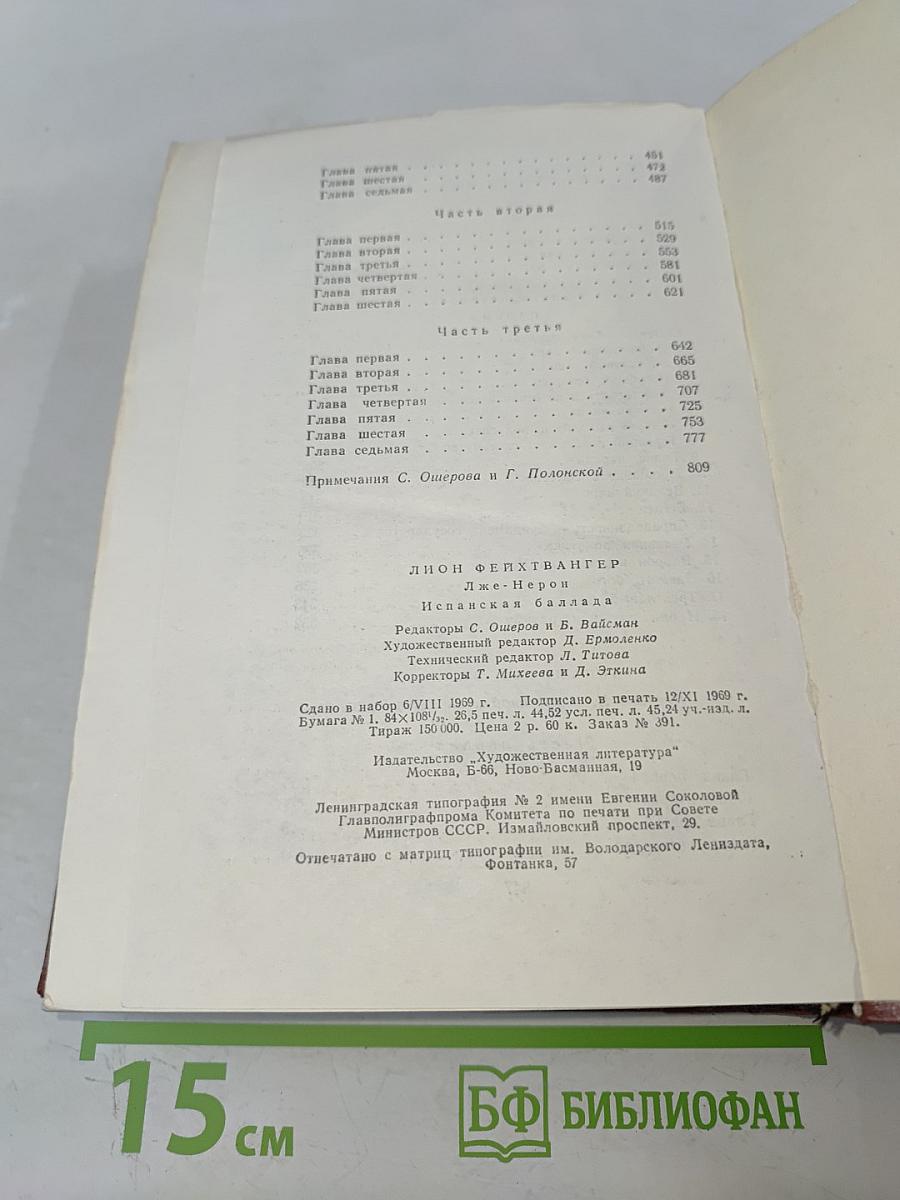 Глава пятая . . . . . . . . . . . . 451
Глава шестая . . . . . . . . . . . . 472
Глава седьмая . . . . . . . . . . . . 487
Часть вторая
Глава первая . . . . . . . . . . . . 515
Глава вторая . . . . . . . . . . . . 529
Глава третья . . . . . . . . . . . . 553
Глава четвертая . . . . . . . . . . . . 581
Глава пятая . . . . . . . . . . . . 601
Глава шестая . . . . . . . . . . . . 621
Часть третья
Глава первая . . . . . . . . . . . . 642
Глава вторая . . . . . . . . . . . . 665
Глава третья . . . . . . . . . . . . 681
Глава четвертая . . . . . . . . . . . . 707
Глава пятая . . . . . . . . . . . . 725
Глава шестая . . . . . . . . . . . . 753
Глава седьмая . . . . . . . . . . . . 777
Примечания С. Ошерова и Г. Полонской . . . . 809
ЛИОН ФЕЙХТВАНГЕР
Лже-Нерон
Испанская баллада
Редакторы С. Ошеров и Б. Вайсман
Художественный редактор Д. Ермоленко
Технический редактор Л. Титова
Корректоры Т. Михеева и Д. Эткина
Сдано в набор 6/VIII 1969 г. Подписано в печать 12/XI 1969 г.
Бумага № 1. 84×108¹/₃₂. 26,5 печ. л. 44,52 усл. печ. л. 45,24 уч.-изд. л.
Тираж 150 000. Цена 2 р. 60 к. Заказ № 391.
Издательство „Художественная литература“
Москва, Б-66, Ново-Басманная, 19
Ленинградская типография № 2 имени Евгении Соколовой
Главполиграфпрома Комитета по печати при Совете
Министров СССР. Измайловский проспект, 29.
Отпечатано с матриц типографии им. Володарского Лениздата,
Фонтанка, 57
15 см
БФ БИБЛИОФАН